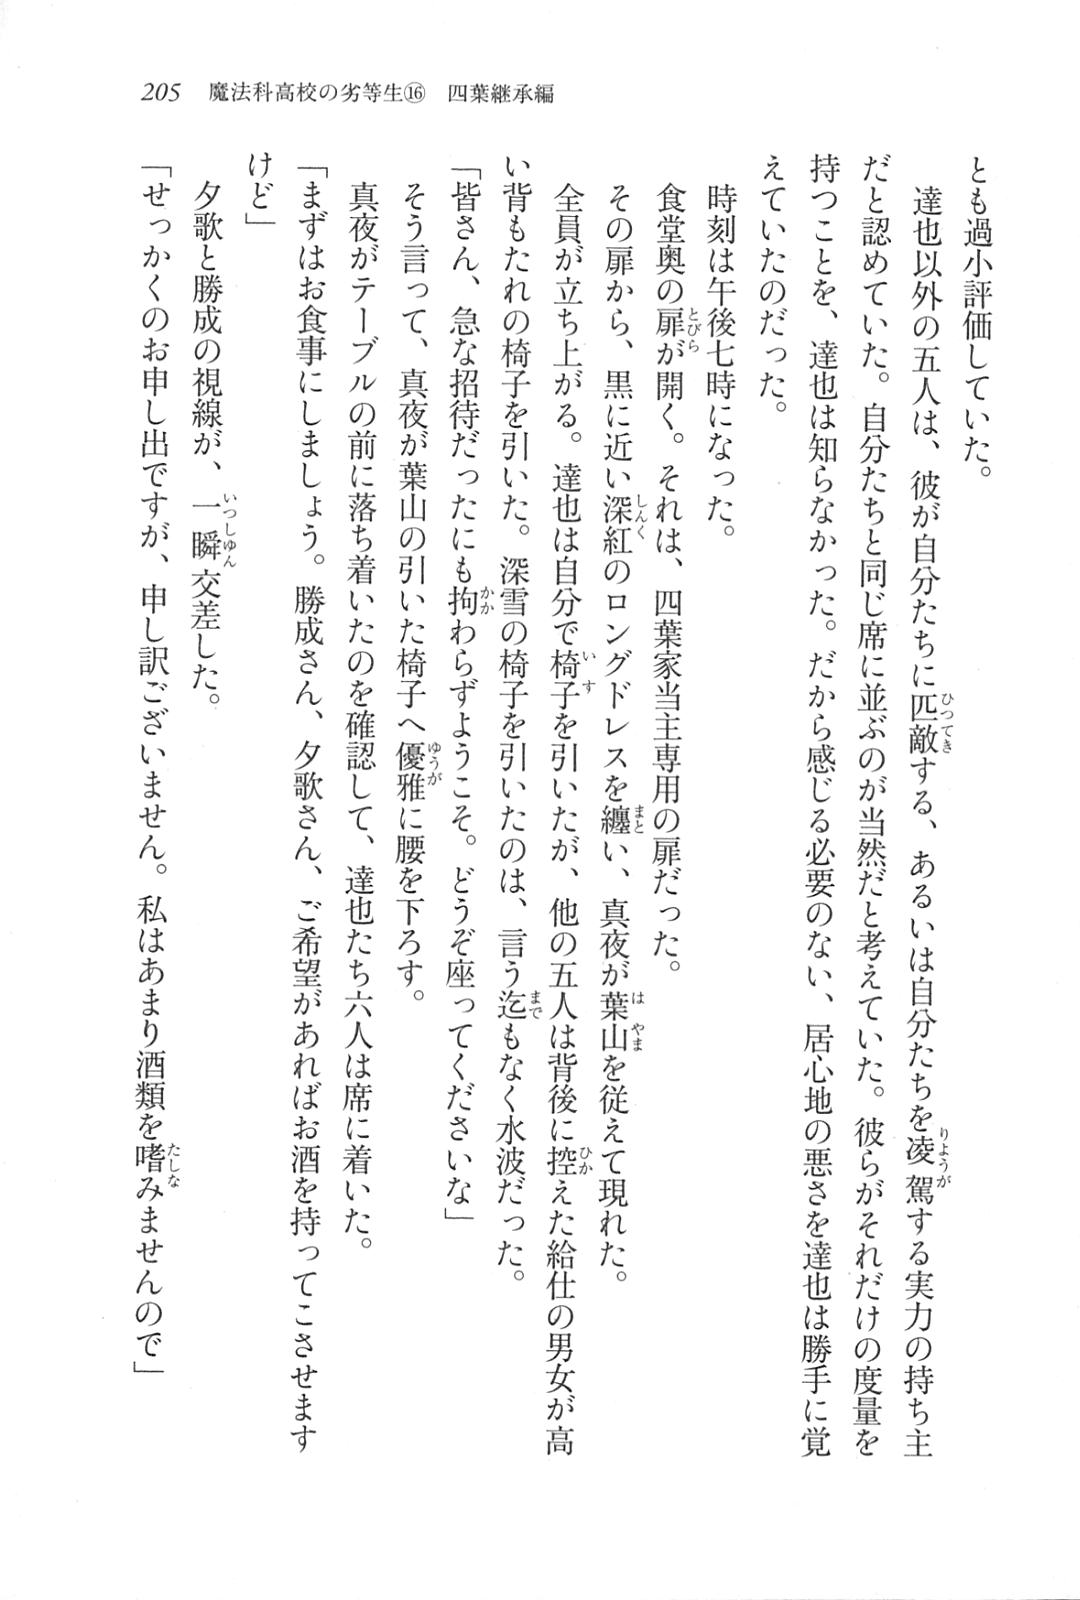 205 魔法科高校の劣等生⑯ 四葉継承編
とも過小評価していた。
達也以外の五人は、彼が自分たちに匹敵する、あるいは自分たちを凌駕する実力の持ち主
だと認めていた。自分たちと同じ席に並ぶのが当然だと考えていた。彼らがそれだけの度量を
持つことを、達也は知らなかった。だから感じる必要のない、居心地の悪さを達也は勝手に覚
えていたのだった。
時刻は午後七時になった。
食堂奥の扉が開く。それは、四葉家当主専用の扉だった。
その扉から、黒に近い深紅のロングドレスを纏い、真夜が葉山を従えて現れた。
全員が立ち上がる。達也は自分で椅子を引いたが、他の五人は背後に控えた給仕の男女が高
い背もたれの椅子を引いた。深雪の椅子を引いたのは、言う迄もなく水波だった。
「皆さん、急な招待だったにも拘わらずようこそ。どうぞ座ってくださいな」
そう言って、真夜が葉山の引いた椅子へ優雅に腰を下ろす。
真夜がテーブルの前に落ち着いたのを確認して、達也たち六人は席に着いた。
「まずはお食事にしましょう。勝成さん、夕歌さん、ご希望があればお酒を持ってこさせます
けど」
夕歌と勝成の視線が、一瞬交差した。
「せっかくのお申し出ですが、申し訳ございません。私はあまり酒類を嗜みませんので」